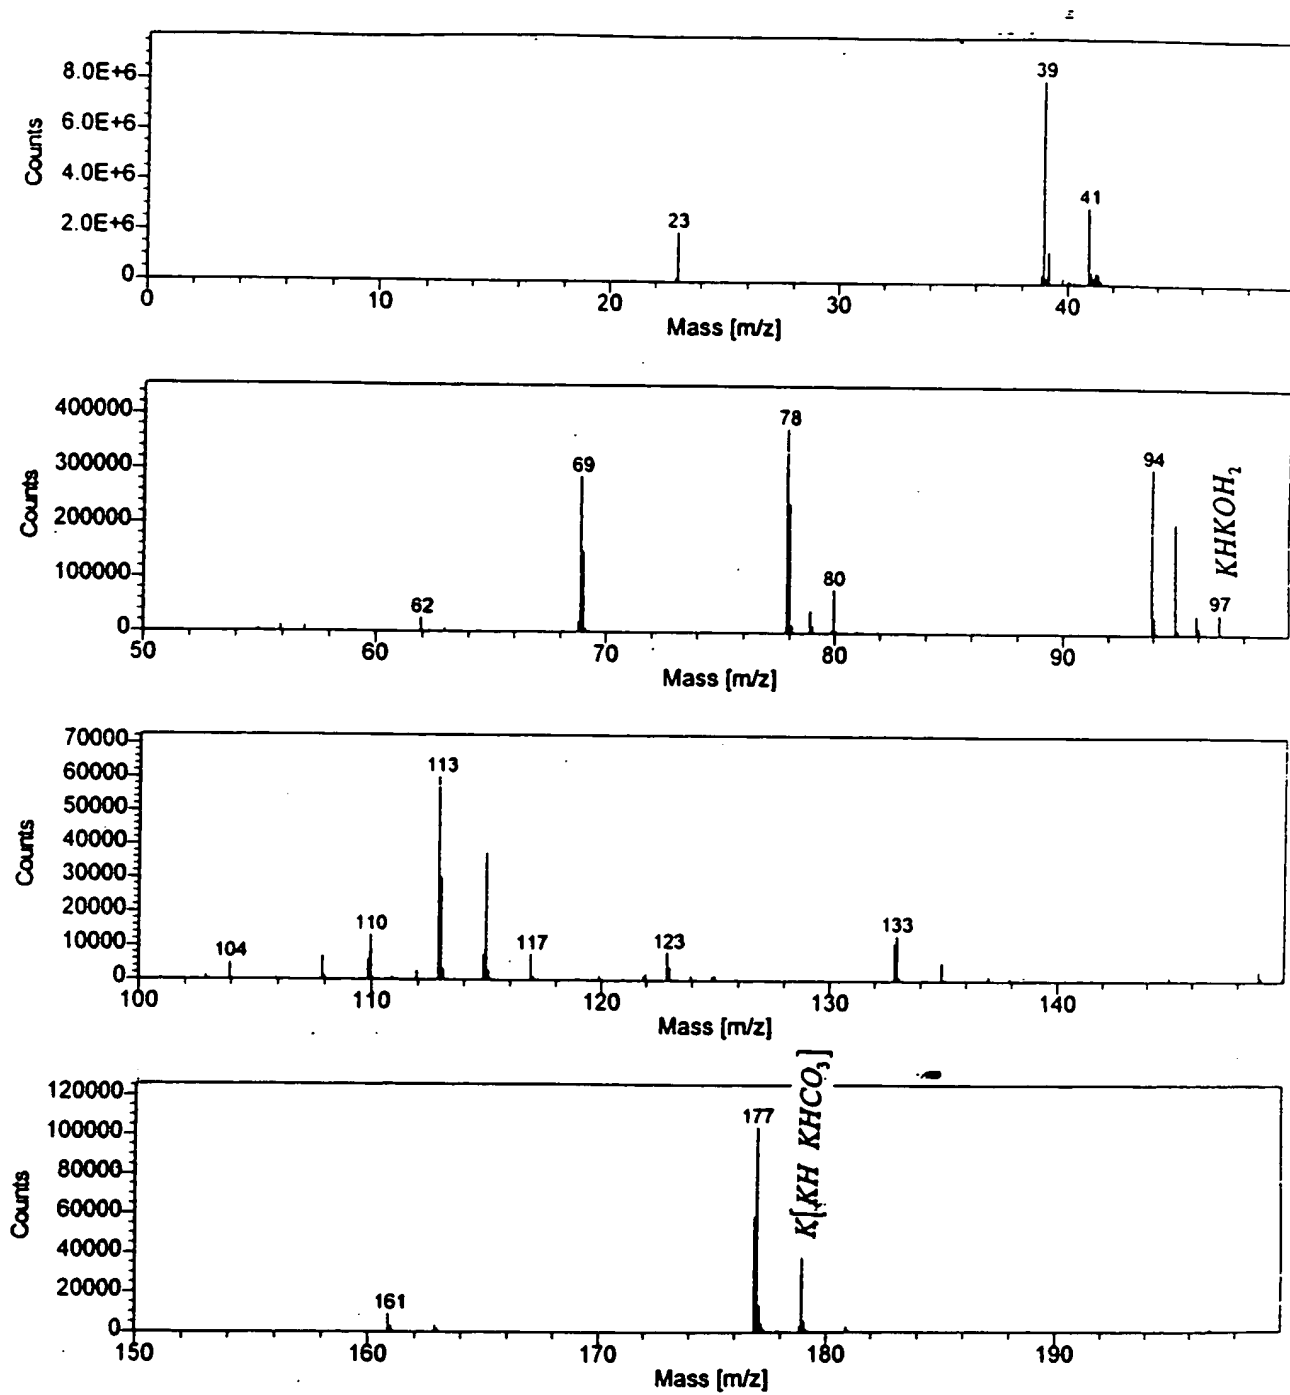 8.0E+6
6.0E+6
4.0E+6
2.0E+6
0
Counts
23
39
41
0 10 20 30 40
Mass [m/z]
400000
300000
200000
100000
0
Counts
62
69
78
80
94
97
KHKOH2
50 60 70 80 90
Mass [m/z]
70000
60000
50000
40000
30000
20000
10000
0
Counts
104
110
113
117
123
133
100 110 120 130 140
Mass [m/z]
120000
100000
80000
60000
40000
20000
0
Counts
161
177
K[KH KHCO3]
150 160 170 180 190
Mass [m/z]